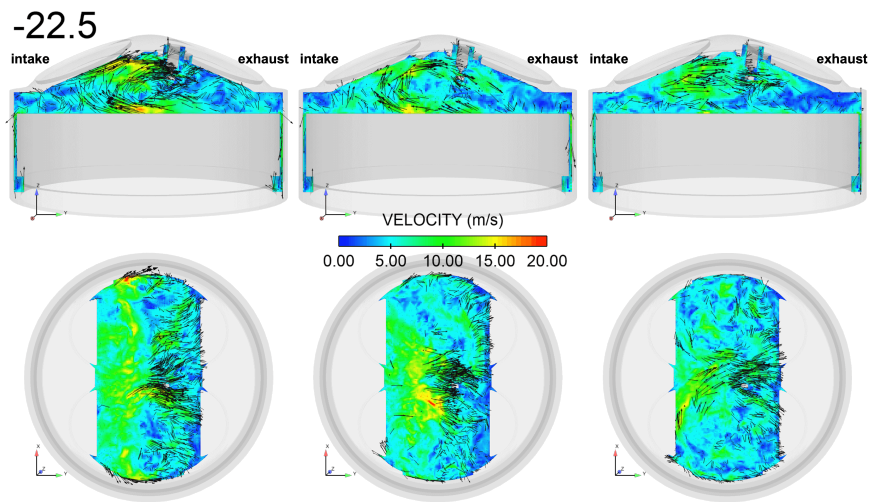 -22.5
intake exhaust intake exhaust intake exhaust
Z Y Z Y Z Y
VELOCITY (m/s)
0.00 5.00 10.00 15.00 20.00
X Z Y X Z Y X Z Y